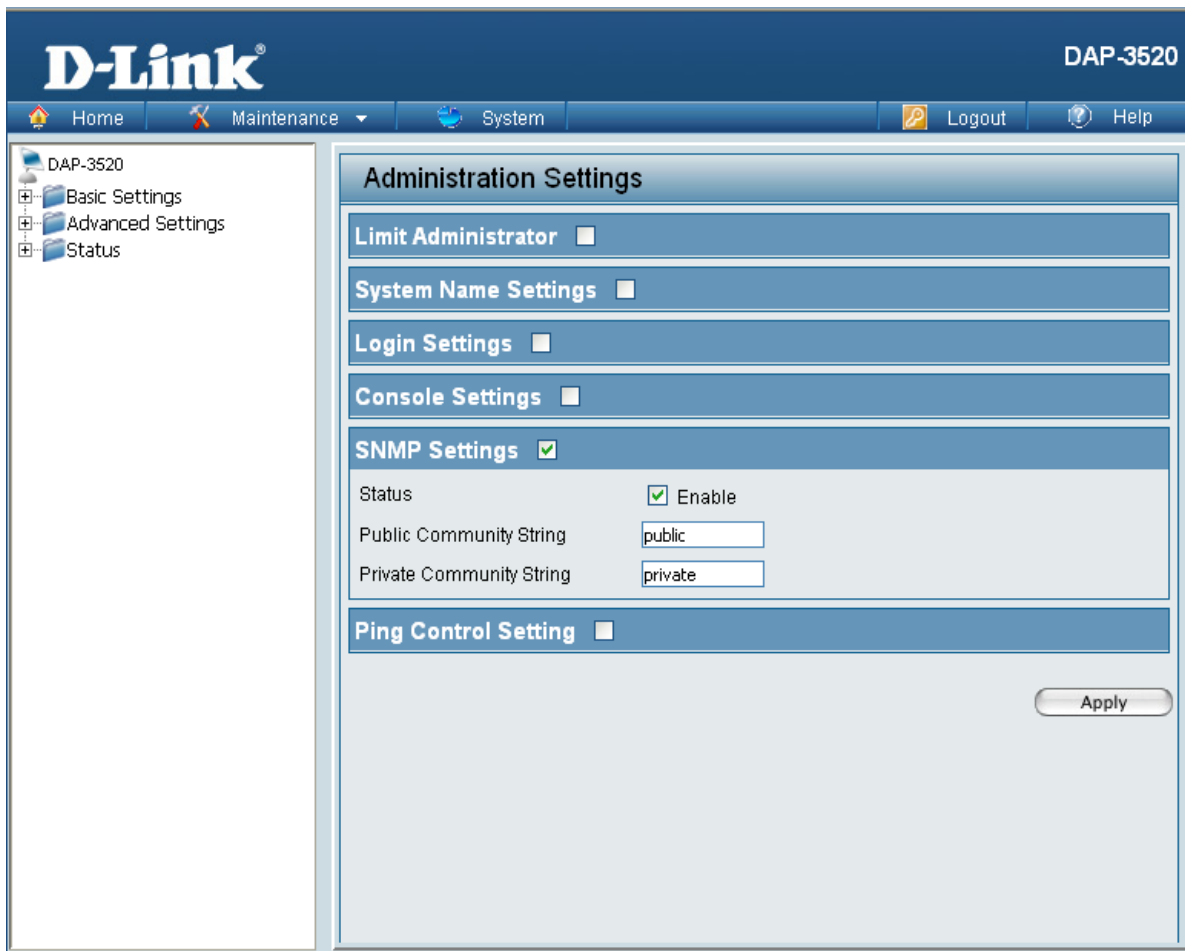 D-Link®
DAP-3520
Home Maintenance System Logout Help
DAP-3520
Basic Settings
Advanced Settings
Status
Administration Settings
Limit Administrator
System Name Settings
Login Settings
Console Settings
SNMP Settings
Status Enable
Public Community String public
Private Community String private
Ping Control Setting
Apply